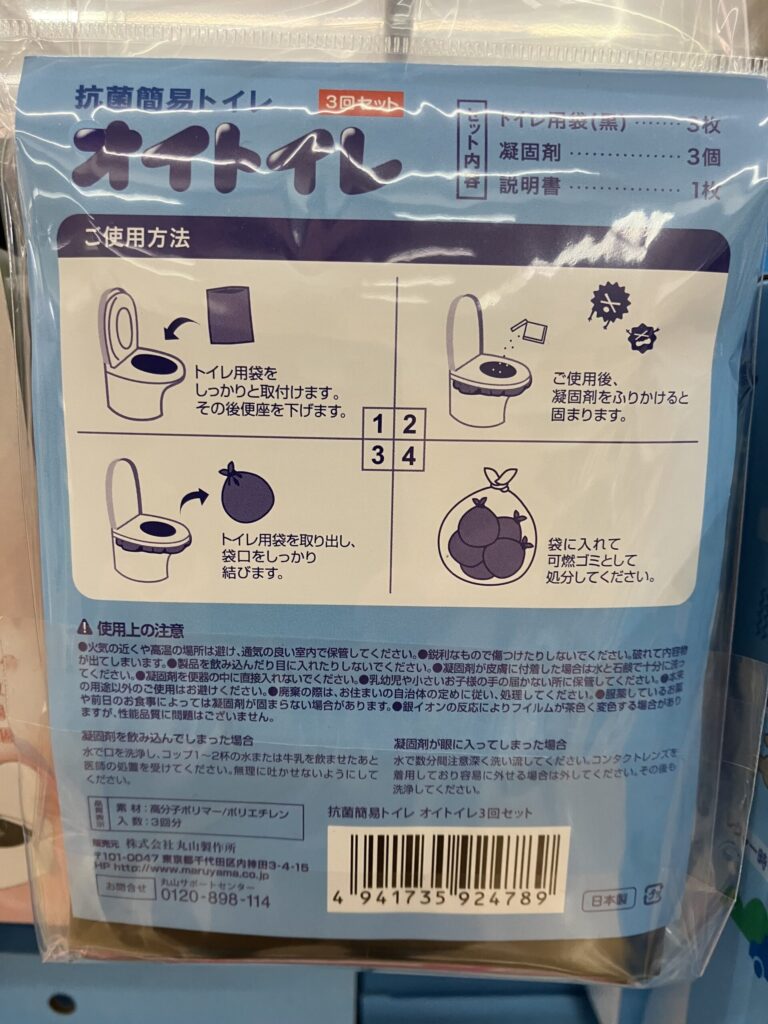 抗菌簡易トイレ
3回セット
オイトイレ
セット内容
トイレ用袋(黒) ······· 3枚
凝固剤 ··············· 3個
説明書 ··············· 1枚
ご使用方法
トイレ用袋を
しっかりと取付けます。
その後便座を下げます。
1
ご使用後、
凝固剤をふりかけると
固まります。
2
トイレ用袋を取り出し、
袋口をしっかり
結びます。
3
袋に入れて
可燃ゴミとして
処分してください。
4
使用上の注意
●火気の近くや高温の場所は避け、通気の良い室内で保管してください。●鋭利なもので傷つけたりしないでください。破れて内容物
が出てしまいます。●製品を飲み込んだり目に入れたりしないでください。●凝固剤が皮膚に付着した場合は水と石鹸で十分に洗っ
てください。●凝固剤を便器の中に直接入れないでください。●乳幼児や小さいお子様の手の届かない所に保管してください。●本来
の用途以外のご使用はお避けください。●廃棄の際は、お住まいの自治体の定めに従い、処理してください。●服薬しているお薬
や前日のお食事によっては凝固剤が固まらない場合があります。●銀イオンの反応によりフイルムが茶色く変色する場合があり
ますが、性能品質に問題はございません。
凝固剤を飲み込んでしまった場合
水で口を洗浄し、コップ1〜2杯の水または牛乳を飲ませたあと
医師の処置を受けてください。無理に吐かせないようにして
ください。
凝固剤が眼に入ってしまった場合
水で数分間注意深く洗い流してください。コンタクトレンズを
着用しており容易に外せる場合は外してください。その後も
洗浄してください。
品質表示
素 材：高分子ポリマー/ポリエチレン
入 数：3回分
販売元 株式会社丸山製作所
〒101-0047 東京都千代田区内神田3-4-15
HP http://www.maruyama.co.jp
お問合せ
丸山サポートセンター
0120-898-114
抗菌簡易トイレ オイトイレ3回セット
4 941735 924789
日本製